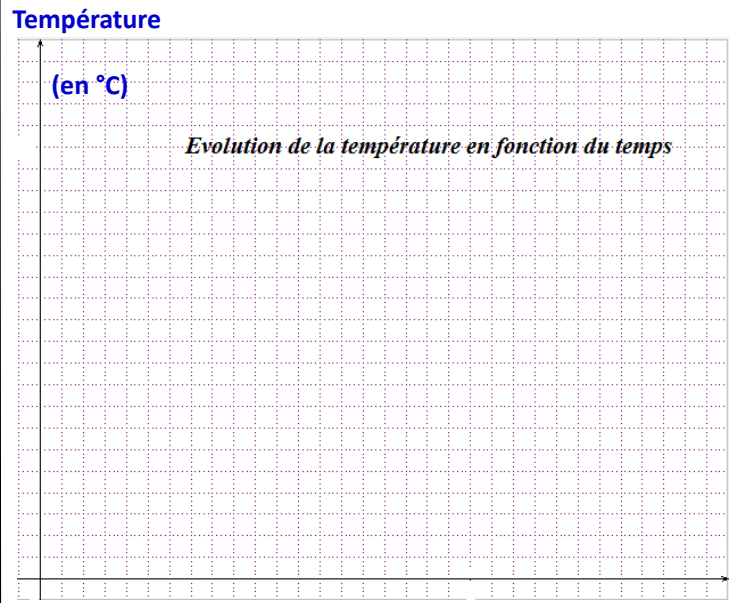 Température
(en °C)
Evolution de la température en fonction du temps